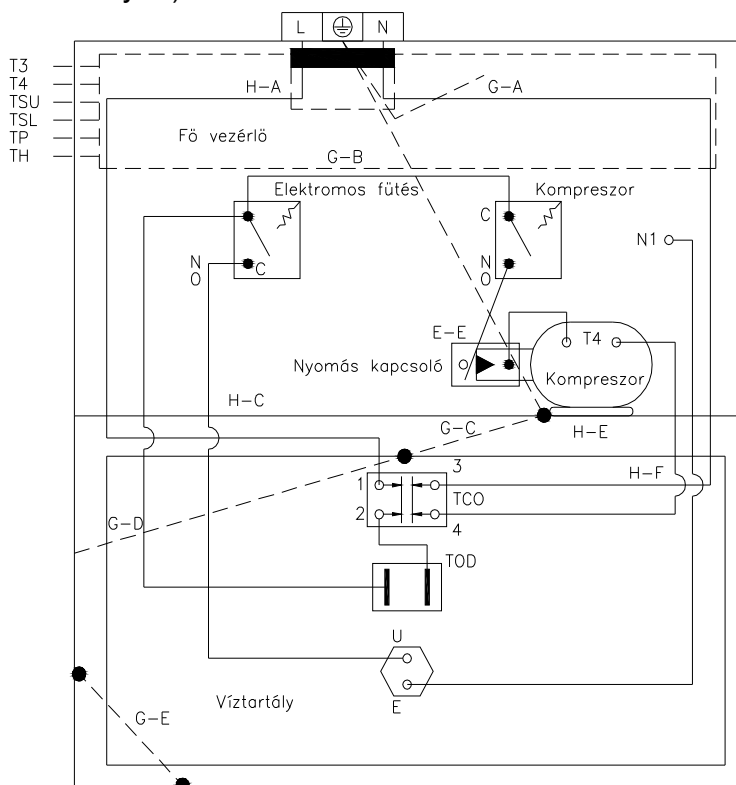 L N
T3
T4
TSU
TSL
TP
TH
H-A
G-A
Fö vezérlö
G-B
Elektromos fütés
Kompreszor
C
N1
N
O
C
N
O
E-E
T4
Nyomás kapcsoló
Kompreszor
H-C
G-C
H-E
3
H-F
1
TCO
2
4
G-D
TOD
U
E
Víztartály
G-E